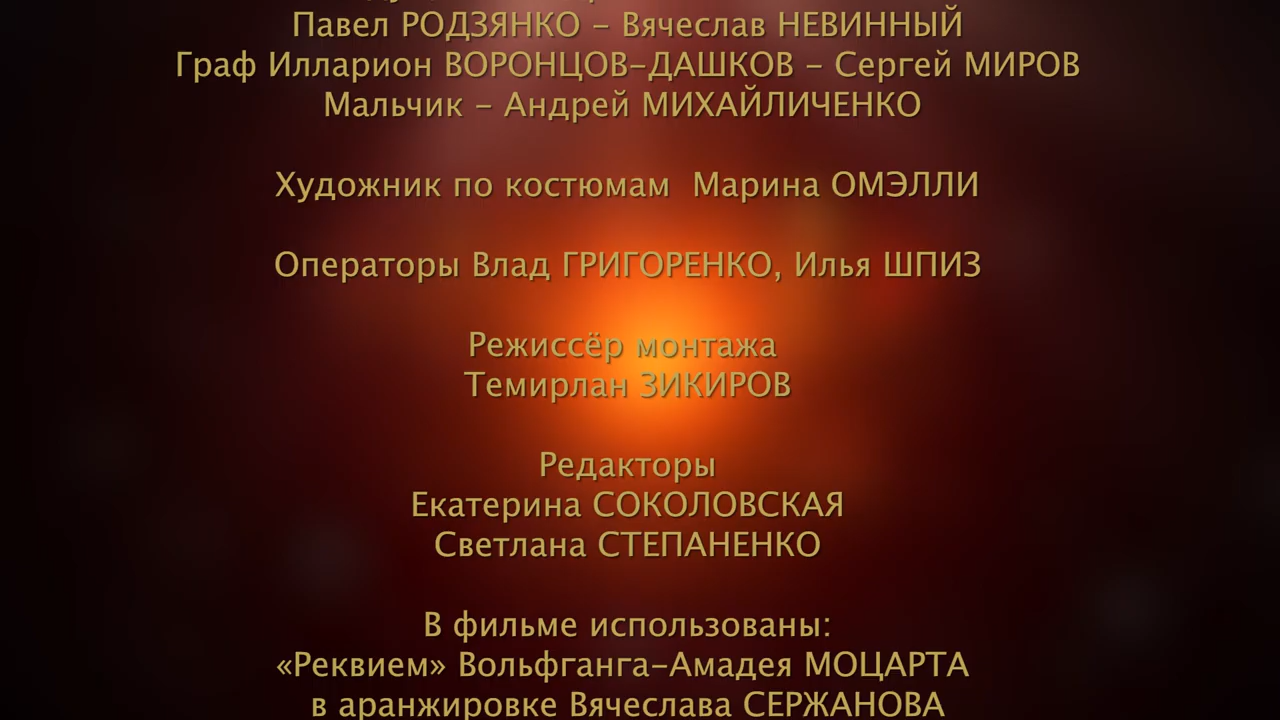 Павел РОДЗЯНКО – Вячеслав НЕВИННЫЙ
Граф Илларион ВОРОНЦОВ-ДАШКОВ – Сергей МИРОВ
Мальчик – Андрей МИХАЙЛИЧЕНКО
Художник по костюмам Марина ОМЭЛЛИ
Операторы Влад ГРИГОРЕНКО, Илья ШПИЗ
Режиссёр монтажа
Темирлан ЗИКИРОВ
Редакторы
Екатерина СОКОЛОВСКАЯ
Светлана СТЕПАНЕНКО
В фильме использованы:
«Реквием» Вольфганга-Амадея МОЦАРТА
в аранжировке Вячеслава СЕРЖАНОВА